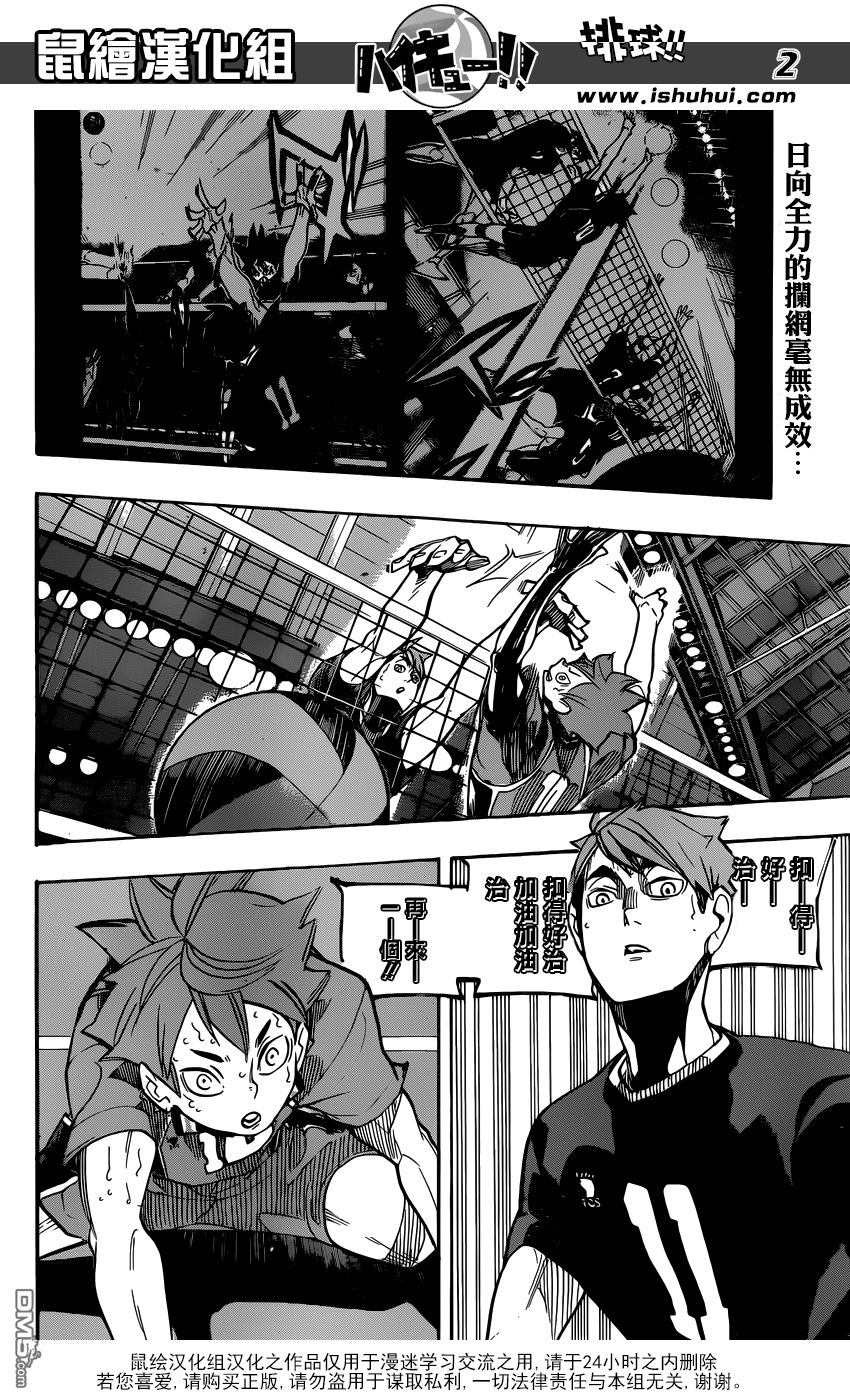 鼠繪漢化組
ハイキュー!!
排球!!
2
www.ishuhui.com
日向全力的攔網毫無成效…
扣—得—
好—
治—
扣得好治
加油加油
治
再—來—
一—個!!
11
TCS
鼠绘汉化组汉化之作品仅用于漫迷学习交流之用,请于24小时之内删除
若您喜爱,请购买正版,请勿盗用于谋取私利,一切法律责任与本组无关,谢谢。
DM5.com